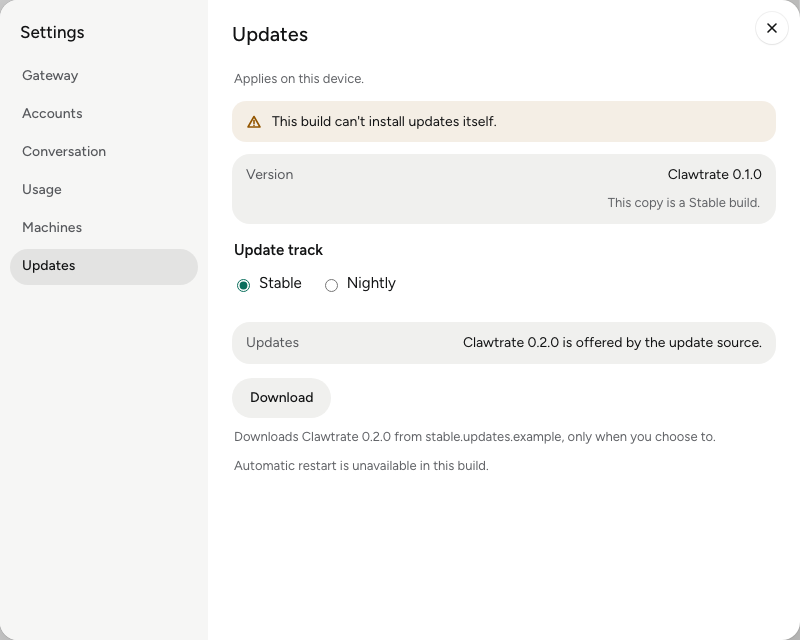 Settings
Gateway
Accounts
Conversation
Usage
Machines
Updates
Updates
Applies on this device.
This build can't install updates itself.
Version Clawtrate 0.1.0
This copy is a Stable build.
Update track
Stable Nightly
Updates Clawtrate 0.2.0 is offered by the update source.
Download
Downloads Clawtrate 0.2.0 from stable.updates.example, only when you choose to.
Automatic restart is unavailable in this build.